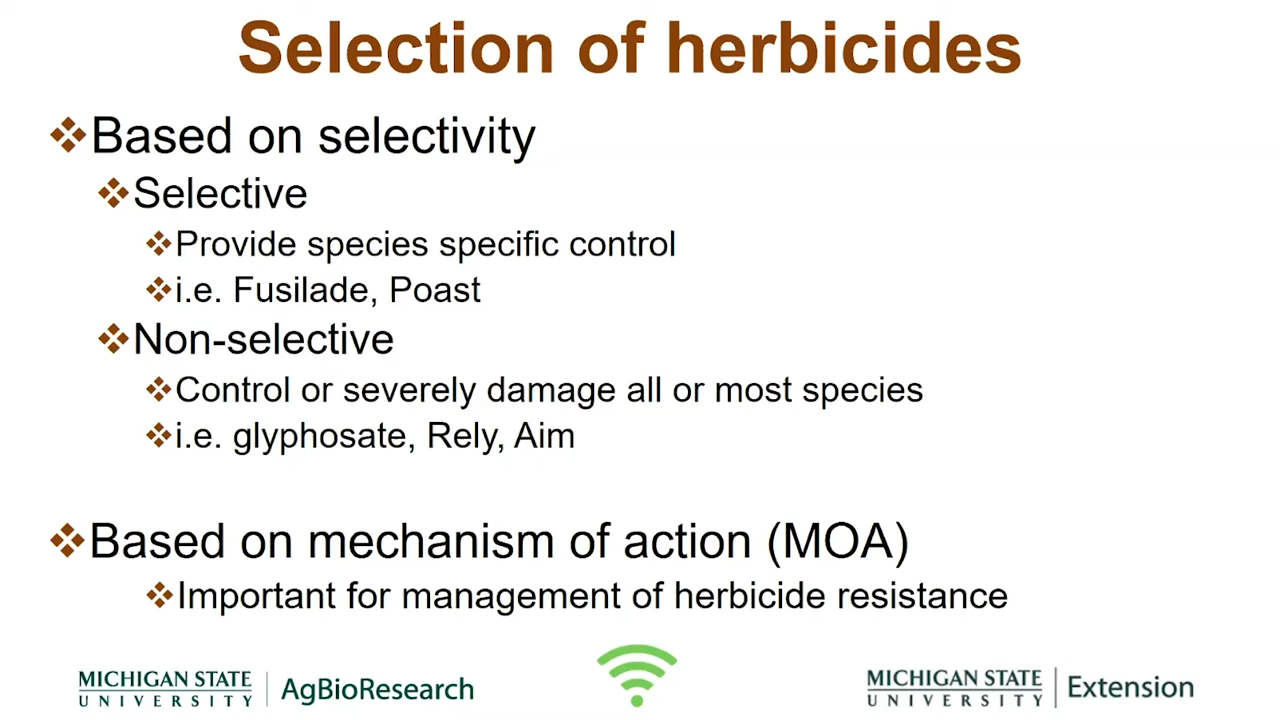 Selection of herbicides
Based on selectivity
Selective
Provide species specific control
i.e. Fusilade, Poast
Non-selective
Control or severely damage all or most species
i.e. glyphosate, Rely, Aim
Based on mechanism of action (MOA)
Important for management of herbicide resistance
MICHIGAN STATE
UNIVERSITY
AgBioResearch
MICHIGAN STATE
UNIVERSITY
Extension